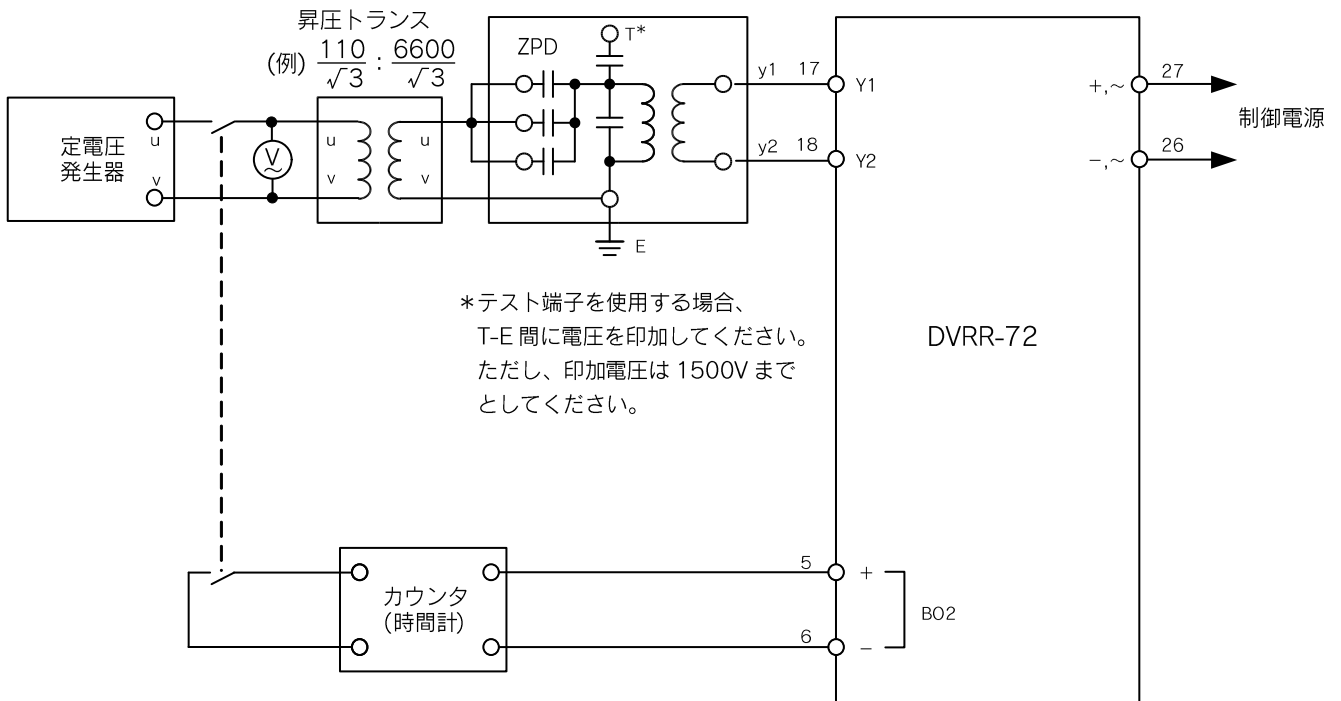 昇圧トランス
(例) 110/√3 : 6600/√3
ZPD
T*
定電圧
発生器
u
v
V
～
u
v
u
v
E
y1 17
y2 18
Y1
Y2
+,~
27
−,~
26
制御電源
*テスト端子を使用する場合、
T-E 間に電圧を印加してください。
ただし、印加電圧は 1500V まで
としてください。
DVRR-72
カウンタ
(時間計)
5
+
6
−
BO2